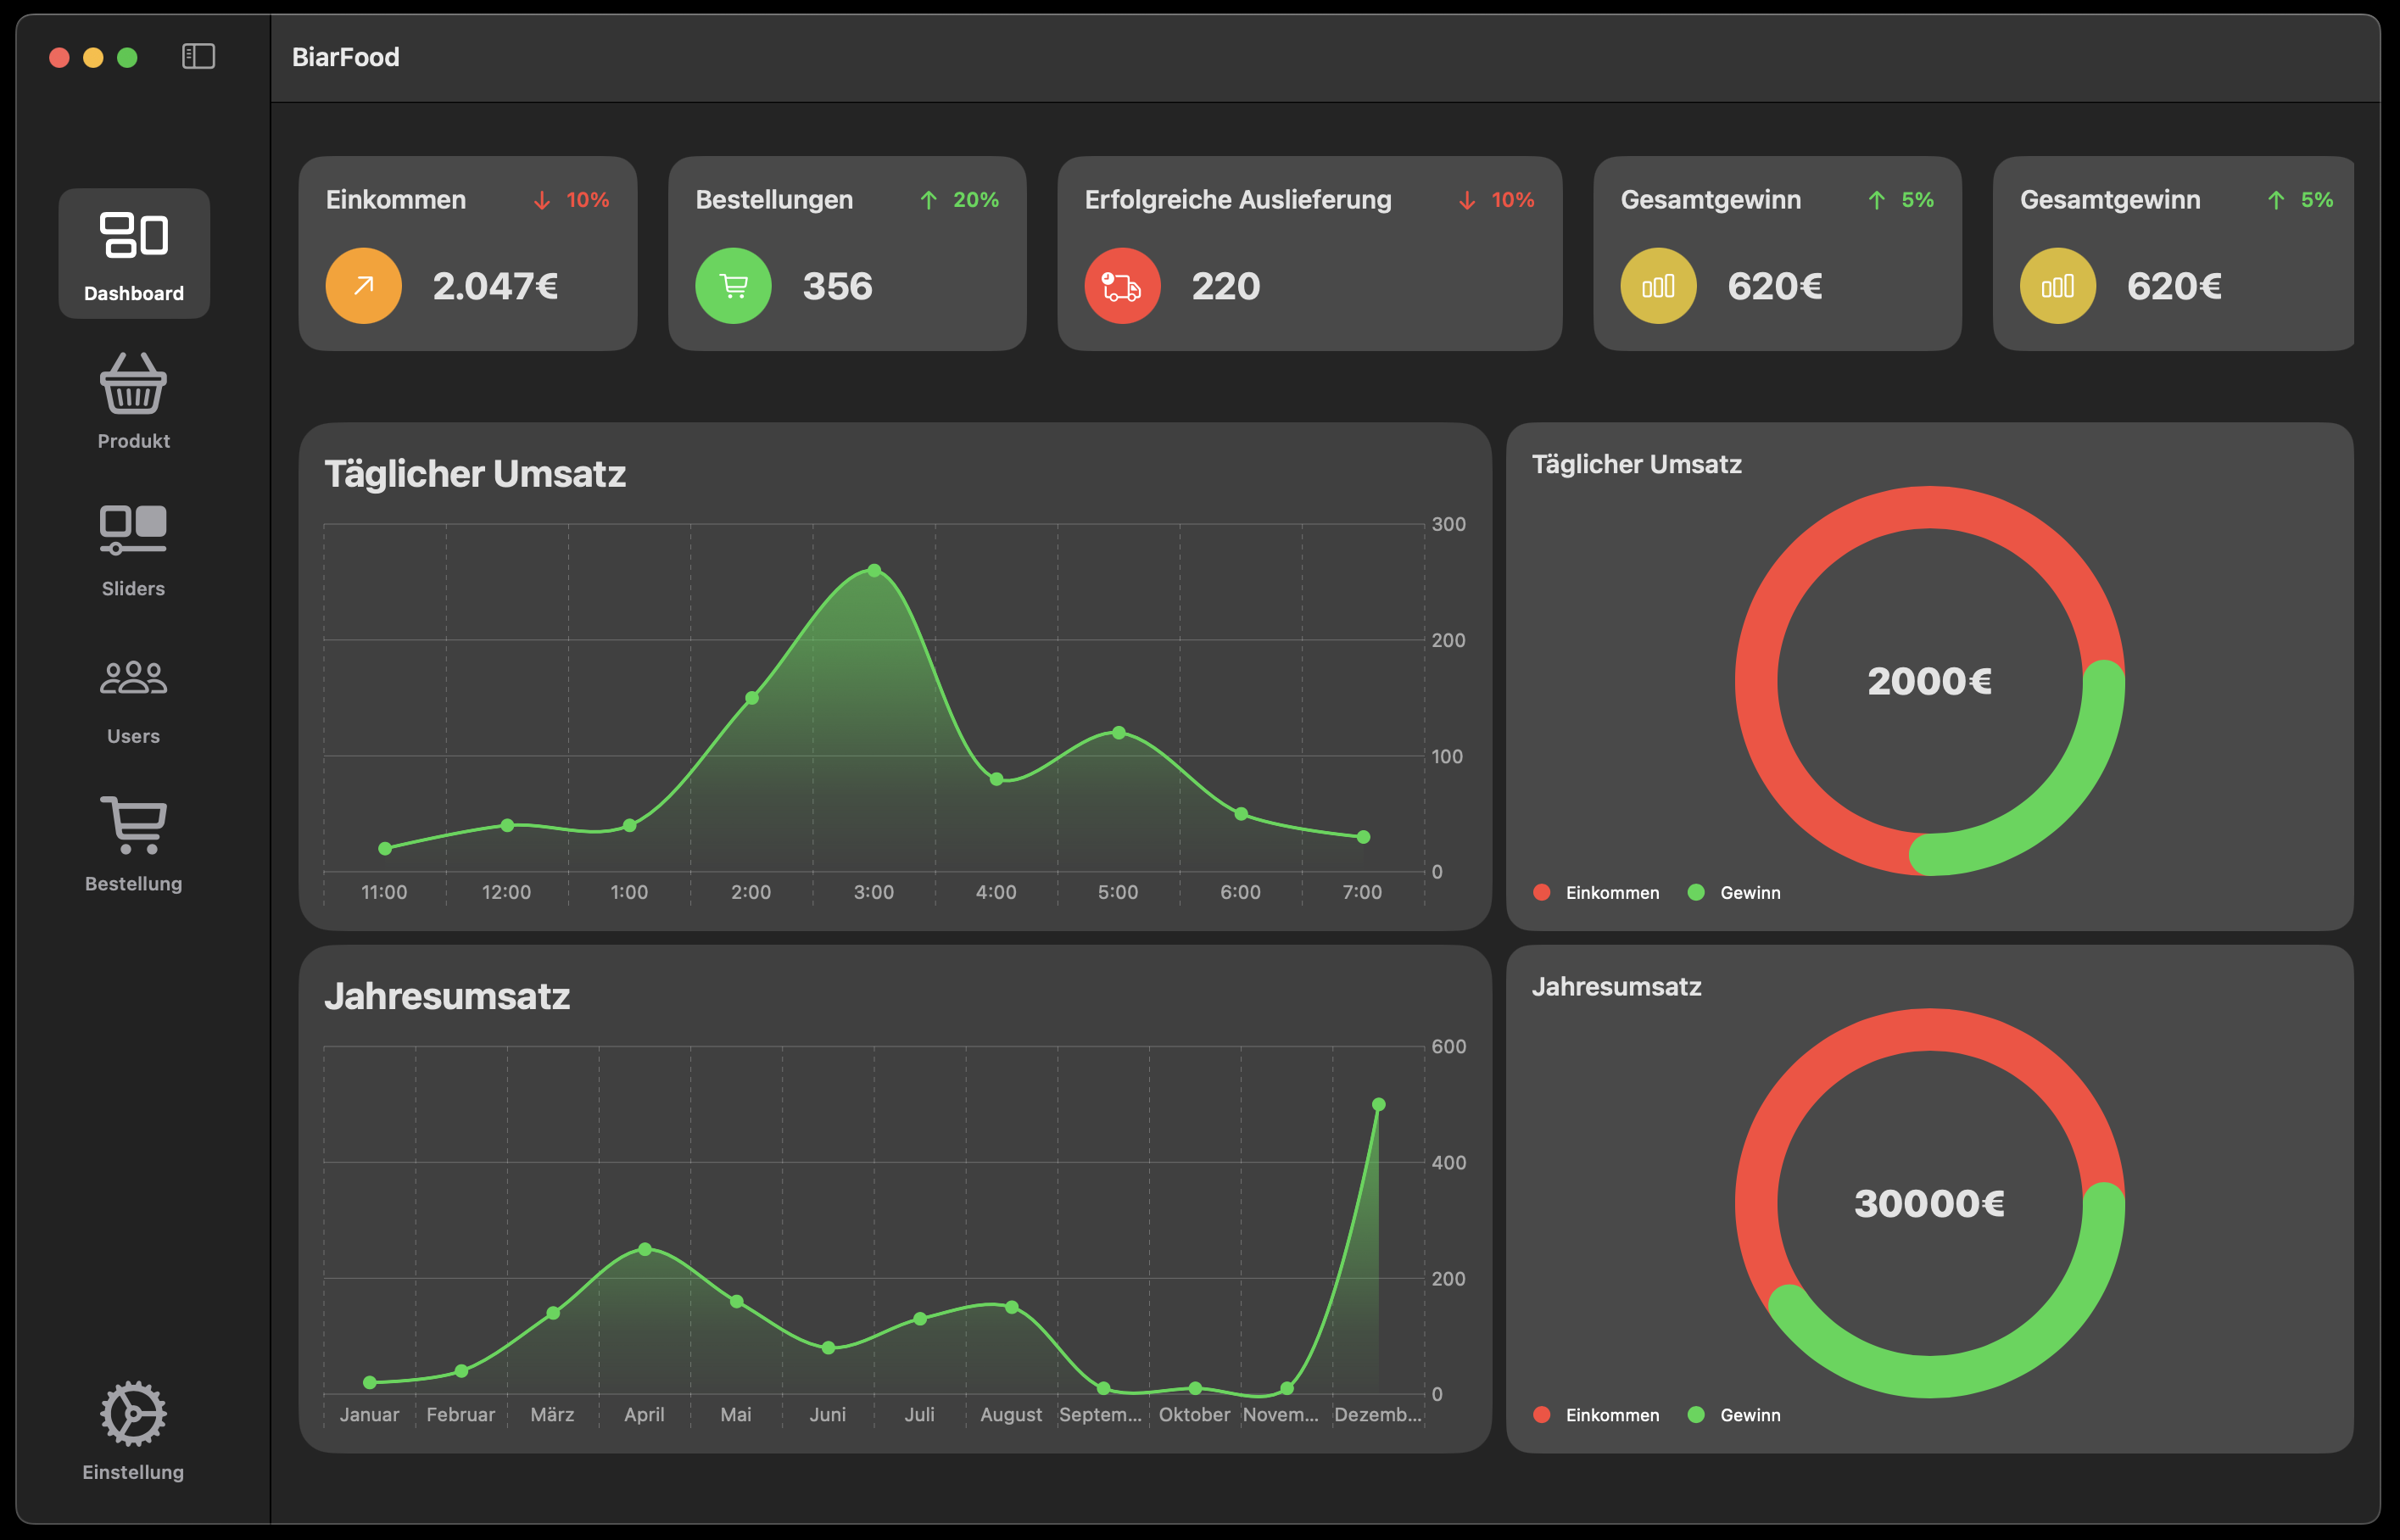 BiarFood
Dashboard
Produkt
Sliders
Users
Bestellung
Einstellung
Einkommen ↓ 10%
2.047€
Bestellungen ↑ 20%
356
Erfolgreiche Auslieferung ↓ 10%
220
Gesamtgewinn ↑ 5%
620€
Gesamtgewinn ↑ 5%
620€
Täglicher Umsatz
300
200
100
0
11:00 12:00 1:00 2:00 3:00 4:00 5:00 6:00 7:00
Täglicher Umsatz
2000€
Einkommen Gewinn
Jahresumsatz
600
400
200
0
Januar Februar März April Mai Juni Juli August Septem... Oktober Novem... Dezemb...
Jahresumsatz
30000€
Einkommen Gewinn